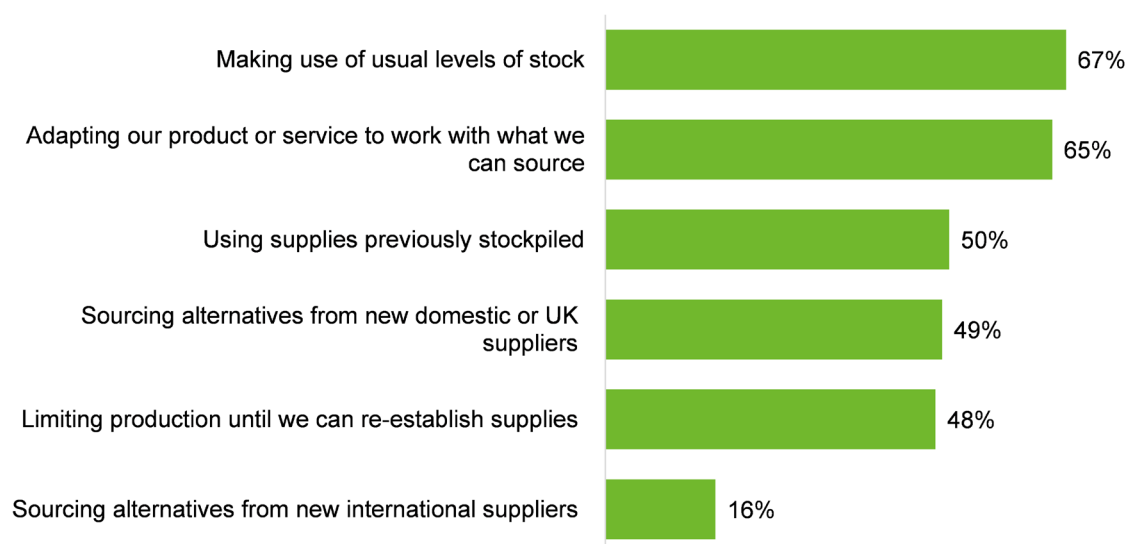 Making use of usual levels of stock
67%
Adapting our product or service to work with what we
can source
65%
Using supplies previously stockpiled
50%
Sourcing alternatives from new domestic or UK
suppliers
49%
Limiting production until we can re-establish supplies
48%
Sourcing alternatives from new international suppliers
16%